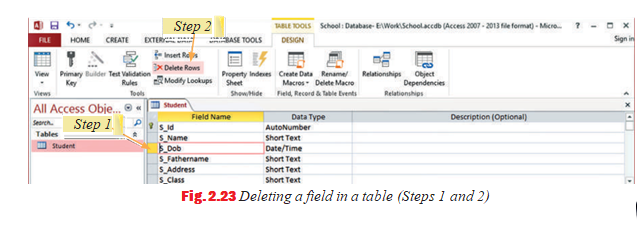 Step 2
TABLE TOOLS School : Database- E:\Work\School.accdb (Access 2007 - 2013 file format) - Micro...
FILE HOME CREATE EXTERNAL DATA DATABASE TOOLS DESIGN Sign in
Insert Rows
Delete Rows
Modify Lookups
View Primary Key Builder Test Validation Rules Property Sheet Indexes Create Data Macros Rename/ Delete Macro Relationships Object Dependencies
Views Tools Show/Hide Field, Record & Table Events Relationships
All Access Obje... Student
Field Name Data Type Description (Optional)
Search..
Step 1
Tables
Student
S_Id AutoNumber
S_Name Short Text
S_Dob Date/Time
S_Fathername Short Text
S_Address Short Text
S_Class Short Text
Fig. 2.23 Deleting a field in a table (Steps 1 and 2)